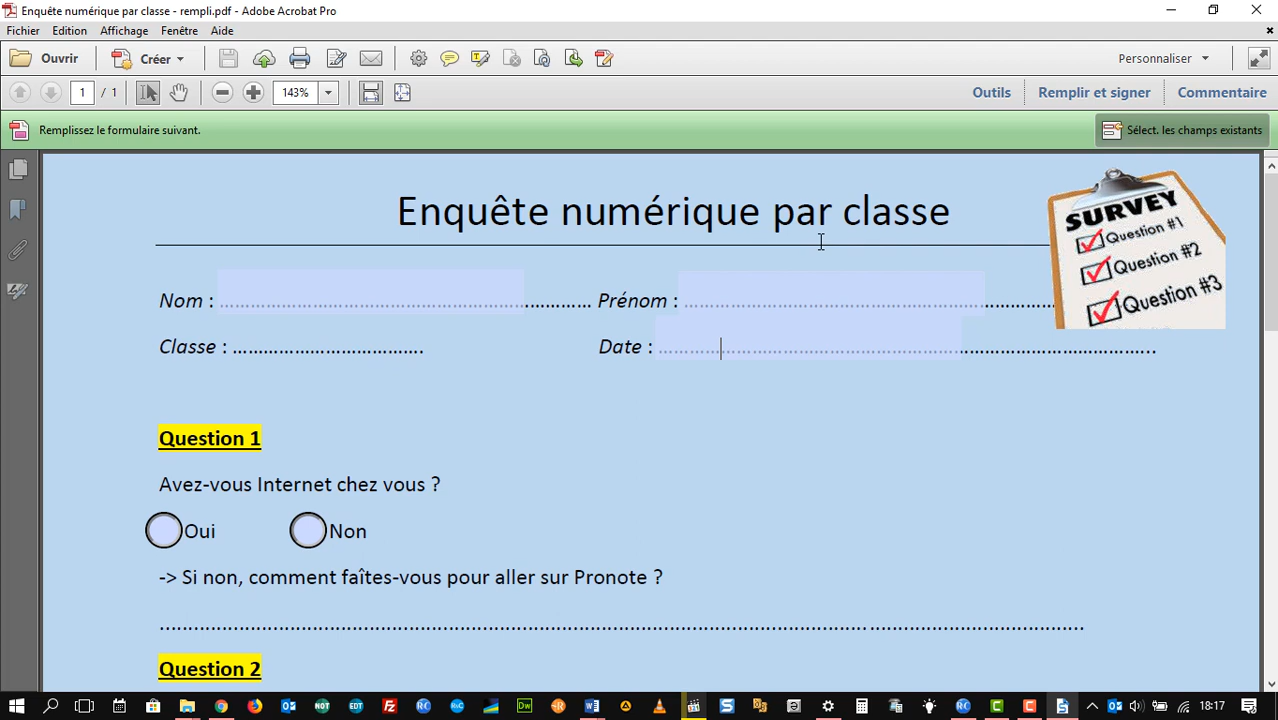 Enquête numérique par classe - rempli.pdf - Adobe Acrobat Pro
Fichier Edition Affichage Fenêtre Aide
Ouvrir Créer Personnaliser
1 / 1 143% Outils Remplir et signer Commentaire
Remplissez le formulaire suivant. Sélect. les champs existants
Enquête numérique par classe
SURVEY
Question #1
Question #2
Question #3
Nom : .................................................. Prénom : ..................................................
Classe : .................................... Date : ..................................................
Question 1
Avez-vous Internet chez vous ?
Oui Non
-> Si non, comment faîtes-vous pour aller sur Pronote ?
....................................................................................................
Question 2
18:17